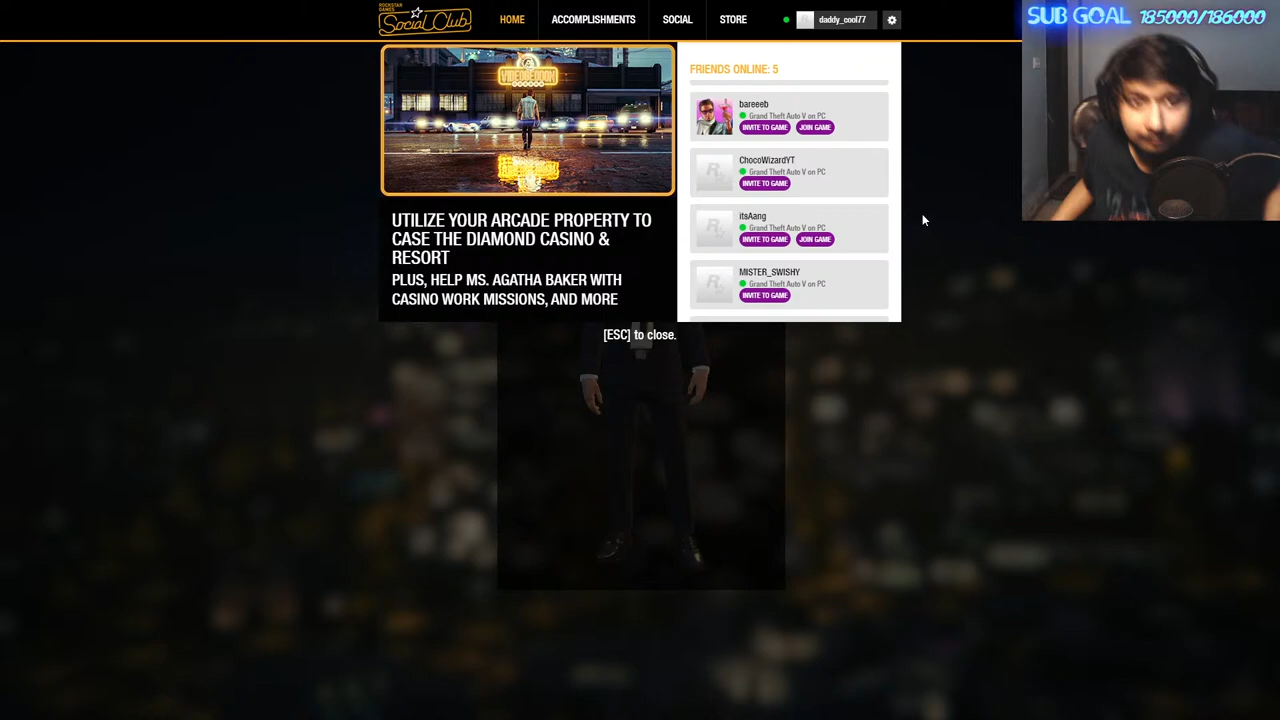 ROCKSTAR GAMES
Social Club
HOME
ACCOMPLISHMENTS
SOCIAL
STORE
daddy_cool77
SUB GOAL 185000/186000
VIDEOGEDDON
UTILIZE YOUR ARCADE PROPERTY TO
CASE THE DIAMOND CASINO &
RESORT
PLUS, HELP MS. AGATHA BAKER WITH
CASINO WORK MISSIONS, AND MORE
FRIENDS ONLINE: 5
bareeeb
Grand Theft Auto V on PC
INVITE TO GAME JOIN GAME
ChocoWizardYT
Grand Theft Auto V on PC
INVITE TO GAME
itsAang
Grand Theft Auto V on PC
INVITE TO GAME JOIN GAME
MISTER_SWISHY
Grand Theft Auto V on PC
INVITE TO GAME
[ESC] to close.